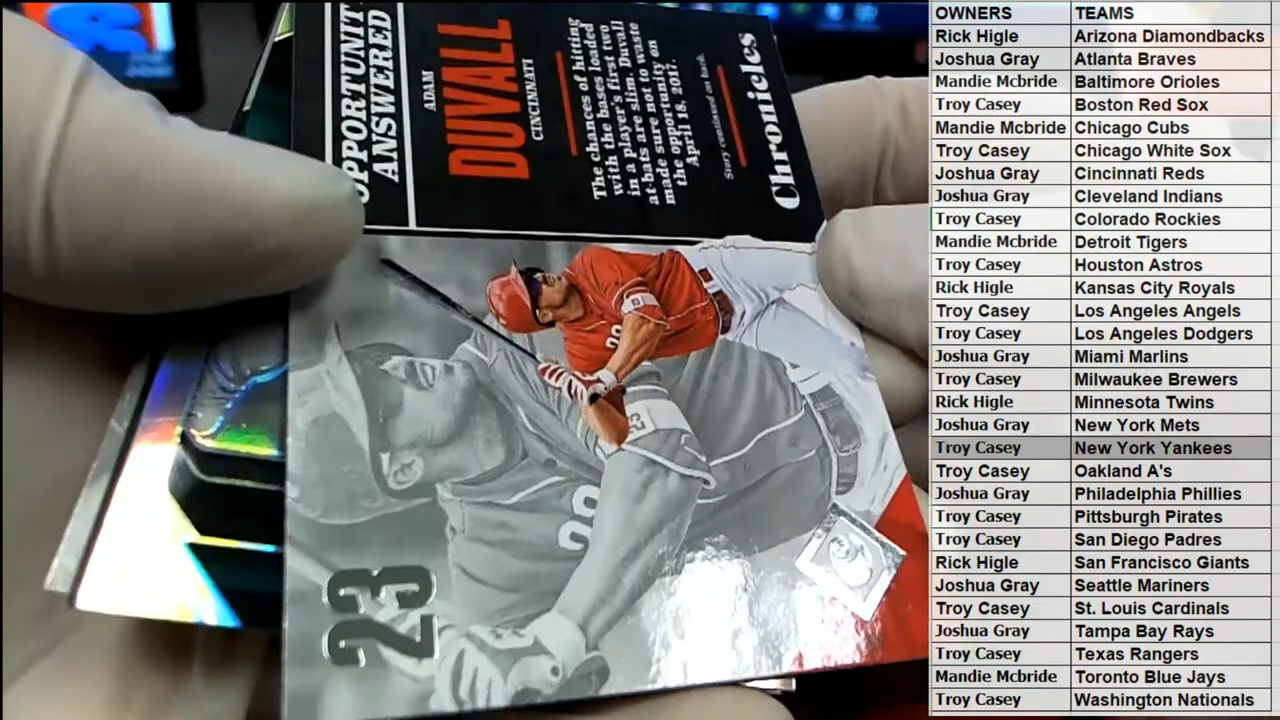 OPPORTUNIT
ANSWERED
ADAM
DUVALL
CINCINNATI
The chances of hitting
with the bases loaded
in a player's first two
at-bats are slim. Duvall
made sure not to waste
the opportunity on
April 18, 2017.
Story continued on back.
Chronicles
23
23
OWNERS TEAMS
Rick Higle Arizona Diamondbacks
Joshua Gray Atlanta Braves
Mandie Mcbride Baltimore Orioles
Troy Casey Boston Red Sox
Mandie Mcbride Chicago Cubs
Troy Casey Chicago White Sox
Joshua Gray Cincinnati Reds
Joshua Gray Cleveland Indians
Troy Casey Colorado Rockies
Mandie Mcbride Detroit Tigers
Troy Casey Houston Astros
Rick Higle Kansas City Royals
Troy Casey Los Angeles Angels
Troy Casey Los Angeles Dodgers
Joshua Gray Miami Marlins
Troy Casey Milwaukee Brewers
Rick Higle Minnesota Twins
Joshua Gray New York Mets
Troy Casey New York Yankees
Troy Casey Oakland A's
Joshua Gray Philadelphia Phillies
Troy Casey Pittsburgh Pirates
Troy Casey San Diego Padres
Rick Higle San Francisco Giants
Joshua Gray Seattle Mariners
Troy Casey St. Louis Cardinals
Joshua Gray Tampa Bay Rays
Troy Casey Texas Rangers
Mandie Mcbride Toronto Blue Jays
Troy Casey Washington Nationals